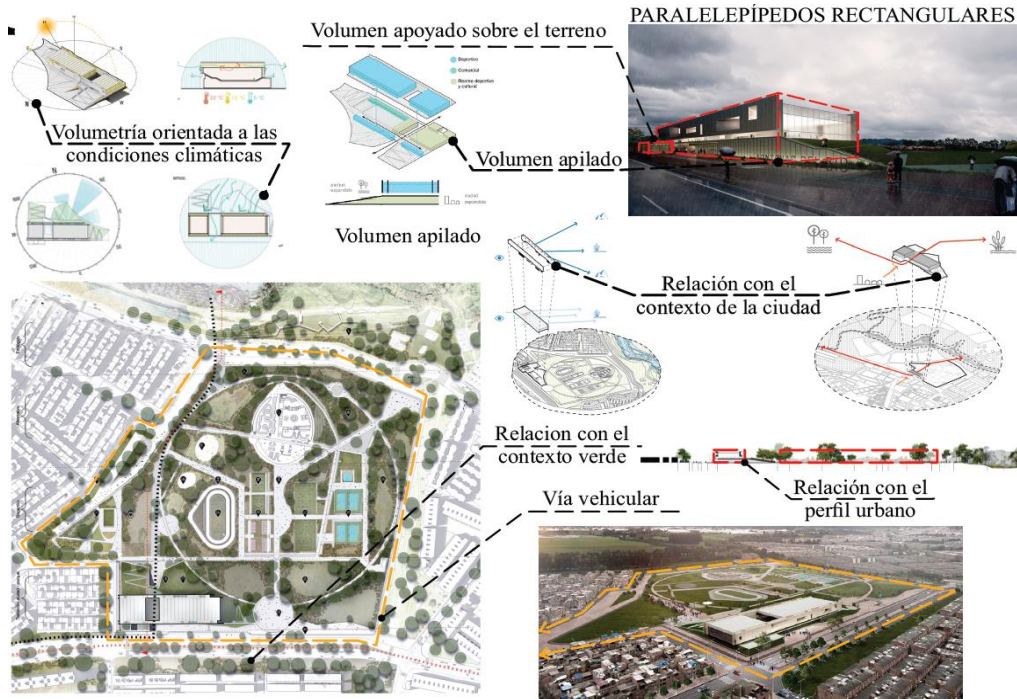 PARALELEPÍPEDOS RECTANGULARES
Volumen apoyado sobre el terreno
Deportivo
Comercial
Volumetría orientada a las
condiciones climáticas
Volumen apilado
Volumen apilado
Relación con el
contexto de la ciudad
Relacion con el
contexto verde
Relación con el
perfil urbano
Vía vehicular